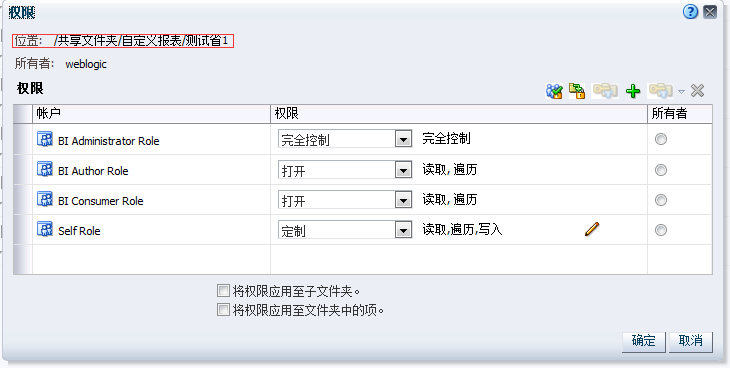 权限
位置: /共享文件夹/自定义报表/测试省1
所有者: weblogic
权限
帐户 权限 所有者
BI Administrator Role 完全控制 完全控制
BI Author Role 打开 读取, 遍历
BI Consumer Role 打开 读取, 遍历
Self Role 定制 读取,遍历,写入
将权限应用至子文件夹。
将权限应用至文件夹中的项。
确定 取消